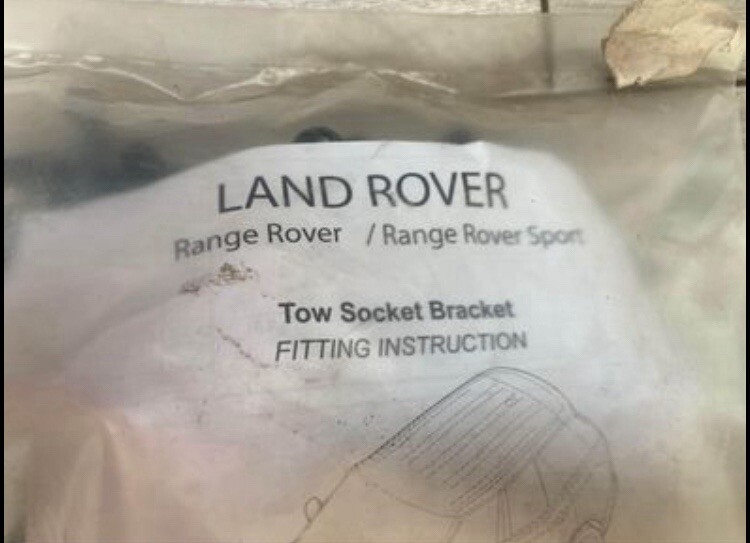 LAND ROVER
Range Rover / Range Rover Sport
Tow Socket Bracket
FITTING INSTRUCTION